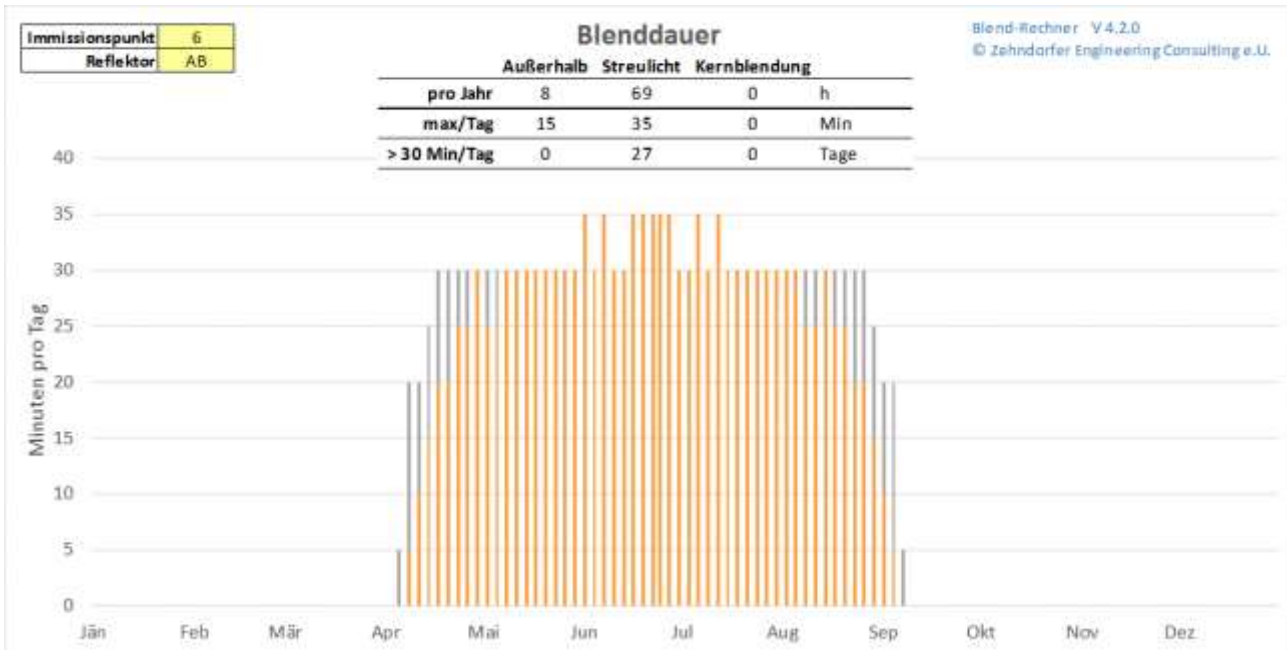 Immissionspunkt 6
Reflektor AB
Blenddauer
Blend-Rechner V 4.2.0
© Zehndorfer Engineering Consulting e.U.
Außerhalb Streulicht Kernblendung
pro Jahr 8 69 0 h
max/Tag 15 35 0 Min
> 30 Min/Tag 0 27 0 Tage
Minuten pro Tag
40
35
30
25
20
15
10
5
0
Jän Feb Mär Apr Mai Jun Jul Aug Sep Okt Nov Dez